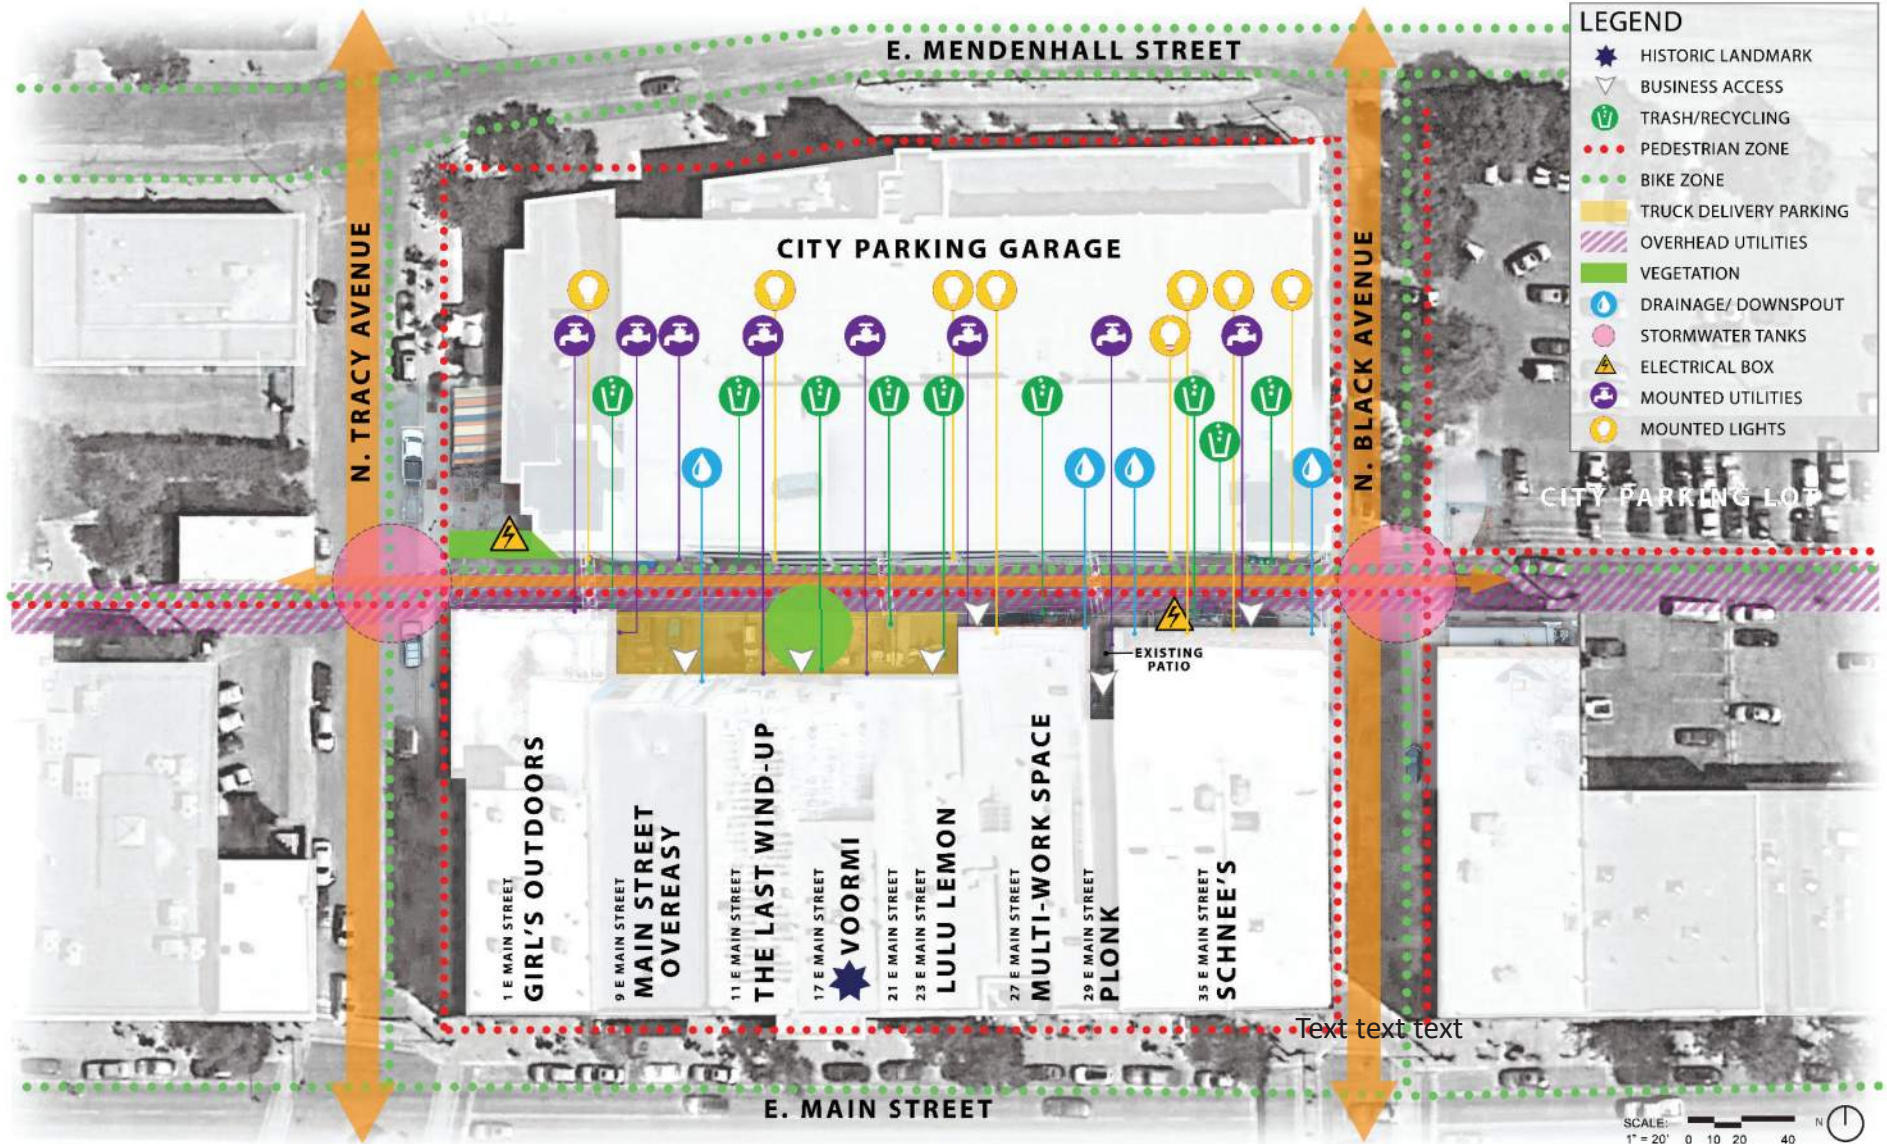 E. MENDENHALL STREET
LEGEND
HISTORIC LANDMARK
BUSINESS ACCESS
TRASH/RECYCLING
PEDESTRIAN ZONE
BIKE ZONE
TRUCK DELIVERY PARKING
OVERHEAD UTILITIES
VEGETATION
DRAINAGE/ DOWNSPOUT
STORMWATER TANKS
ELECTRICAL BOX
MOUNTED UTILITIES
MOUNTED LIGHTS
N. TRACY AVENUE
CITY PARKING GARAGE
N. BLACK AVENUE
CITY PARKING LOT
EXISTING
PATIO
1 E MAIN STREET
GIRL'S OUTDOORS
9 E MAIN STREET
MAIN STREET
OVEREASY
11 E MAIN STREET
THE LAST WIND-UP
17 E MAIN STREET
VOORMI
21 E MAIN STREET
23 E MAIN STREET
LULU LEMON
27 E MAIN STREET
MULTI-WORK SPACE
29 E MAIN STREET
PLONK
35 E MAIN STREET
SCHNEE'S
Text text text
E. MAIN STREET
SCALE:
1" = 20'
0 10 20 40
N